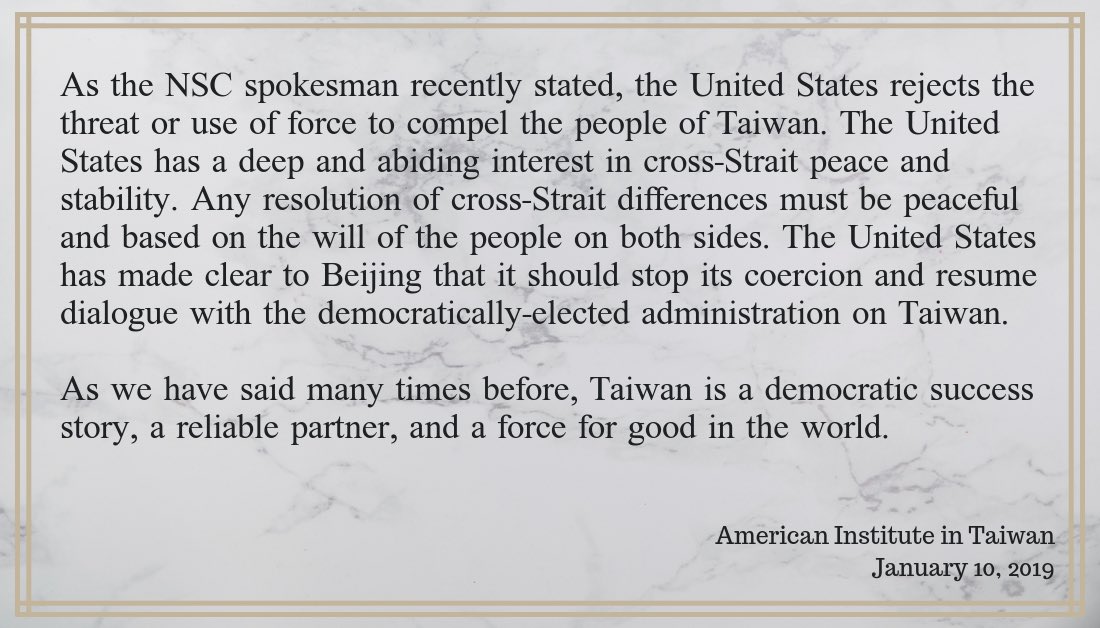 As the NSC spokesman recently stated, the United States rejects the
threat or use of force to compel the people of Taiwan. The United
States has a deep and abiding interest in cross-Strait peace and
stability. Any resolution of cross-Strait differences must be peaceful
and based on the will of the people on both sides. The United States
has made clear to Beijing that it should stop its coercion and resume
dialogue with the democratically-elected administration on Taiwan.
As we have said many times before, Taiwan is a democratic success
story, a reliable partner, and a force for good in the world.
American Institute in Taiwan
January 10, 2019